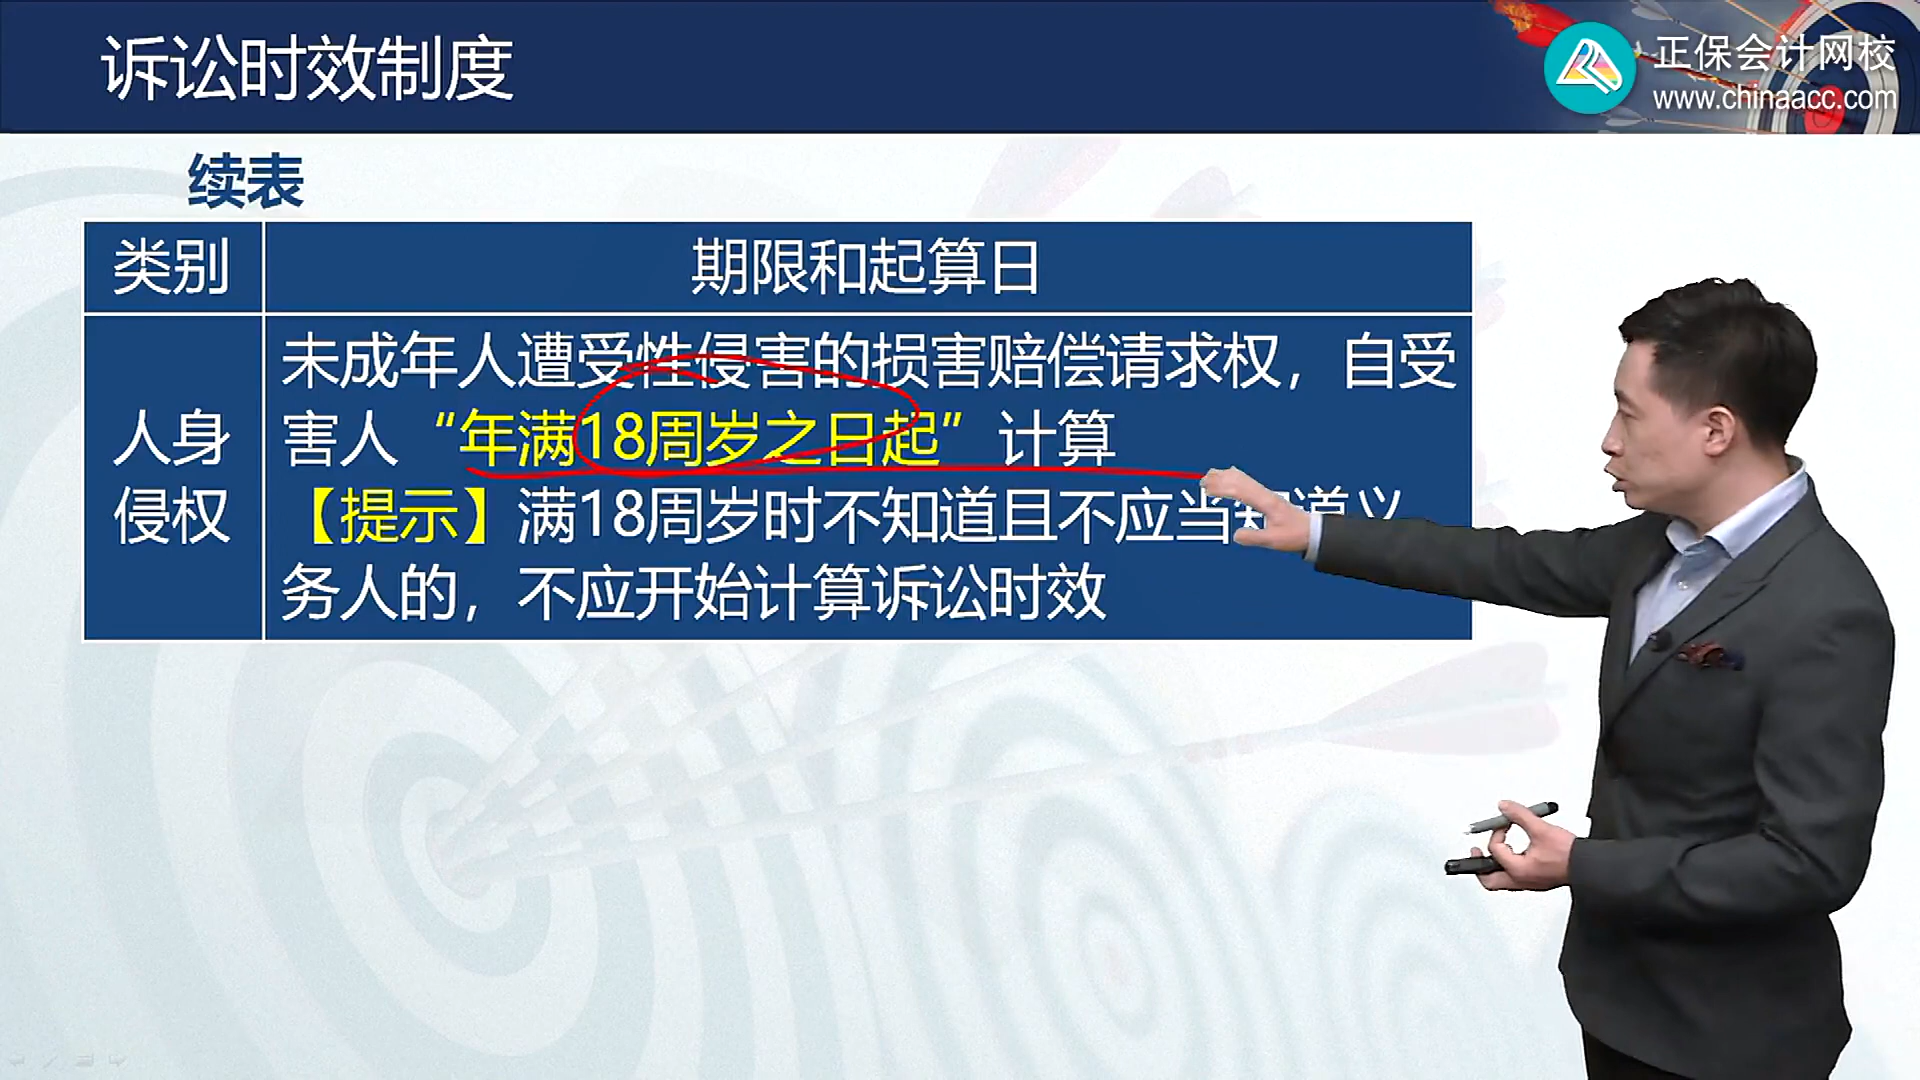 诉讼时效制度
正保会计网校
www.chinaacc.com
续表
类别
期限和起算日
人身
侵权
未成年人遭受性侵害的损害赔偿请求权，自受
害人“年满18周岁之日起”计算
【提示】满18周岁时不知道且不应当知道义
务人的，不应开始计算诉讼时效